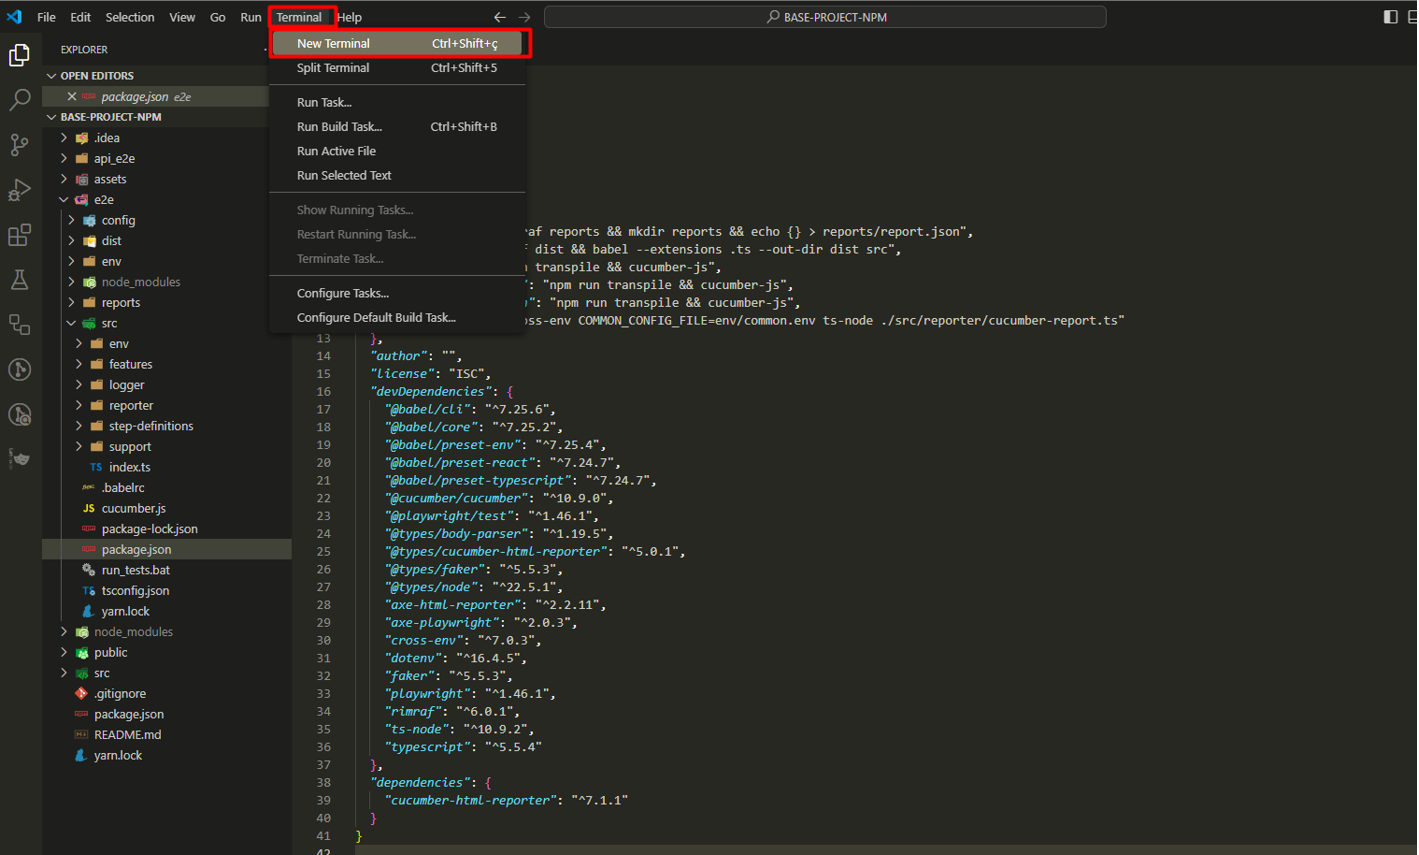 File Edit Selection View Go Run Terminal Help BASE-PROJECT-NPM
EXPLORER
OPEN EDITORS
package.json e2e
BASE-PROJECT-NPM
.idea
api_e2e
assets
e2e
config
dist
env
node_modules
reports
src
env
features
logger
reporter
step-definitions
support
TS index.ts
.babelrc
JS cucumber.js
package-lock.json
package.json
run_tests.bat
tsconfig.json
yarn.lock
node_modules
public
src
.gitignore
package.json
README.md
yarn.lock
New Terminal Ctrl+Shift+ç
Split Terminal Ctrl+Shift+5
Run Task...
Run Build Task... Ctrl+Shift+B
Run Active File
Run Selected Text
Show Running Tasks...
Restart Running Task...
Terminate Task...
Configure Tasks...
Configure Default Build Task...
raf reports && mkdir reports && echo {} > reports/report.json",
f dist && babel --extensions .ts --out-dir dist src",
n transpile && cucumber-js",
": "npm run transpile && cucumber-js",
": "npm run transpile && cucumber-js",
oss-env COMMON_CONFIG_FILE=env/common.env ts-node ./src/reporter/cucumber-report.ts"
13 },
14 "author": "",
15 "license": "ISC",
16 "devDependencies": {
17 "@babel/cli": "^7.25.6",
18 "@babel/core": "^7.25.2",
19 "@babel/preset-env": "^7.25.4",
20 "@babel/preset-react": "^7.24.7",
21 "@babel/preset-typescript": "^7.24.7",
22 "@cucumber/cucumber": "^10.9.0",
23 "@playwright/test": "^1.46.1",
24 "@types/body-parser": "^1.19.5",
25 "@types/cucumber-html-reporter": "^5.0.1",
26 "@types/faker": "^5.5.3",
27 "@types/node": "^22.5.1",
28 "axe-html-reporter": "^2.2.11",
29 "axe-playwright": "^2.0.3",
30 "cross-env": "^7.0.3",
31 "dotenv": "^16.4.5",
32 "faker": "^5.5.3",
33 "playwright": "^1.46.1",
34 "rimraf": "^6.0.1",
35 "ts-node": "^10.9.2",
36 "typescript": "^5.5.4"
37 },
38 "dependencies": {
39 "cucumber-html-reporter": "^7.1.1"
40 }
41 }
42